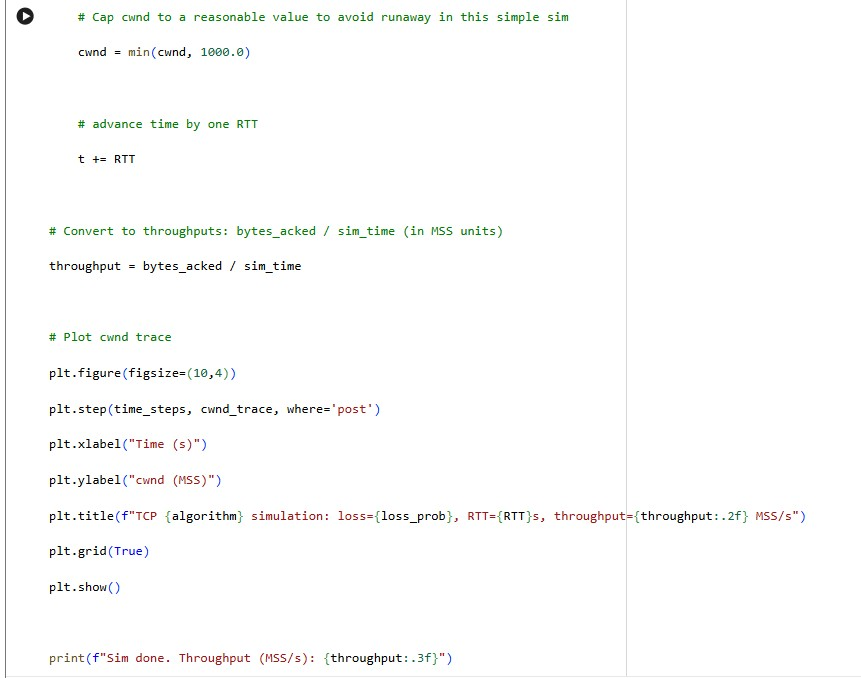 # Cap cwnd to a reasonable value to avoid runaway in this simple sim
cwnd = min(cwnd, 1000.0)
# advance time by one RTT
t += RTT
# Convert to throughputs: bytes_acked / sim_time (in MSS units)
throughput = bytes_acked / sim_time
# Plot cwnd trace
plt.figure(figsize=(10,4))
plt.step(time_steps, cwnd_trace, where='post')
plt.xlabel("Time (s)")
plt.ylabel("cwnd (MSS)")
plt.title(f"TCP {algorithm} simulation: loss={loss_prob}, RTT={RTT}s, throughput={throughput:.2f} MSS/s")
plt.grid(True)
plt.show()
print(f"Sim done. Throughput (MSS/s): {throughput:.3f}")